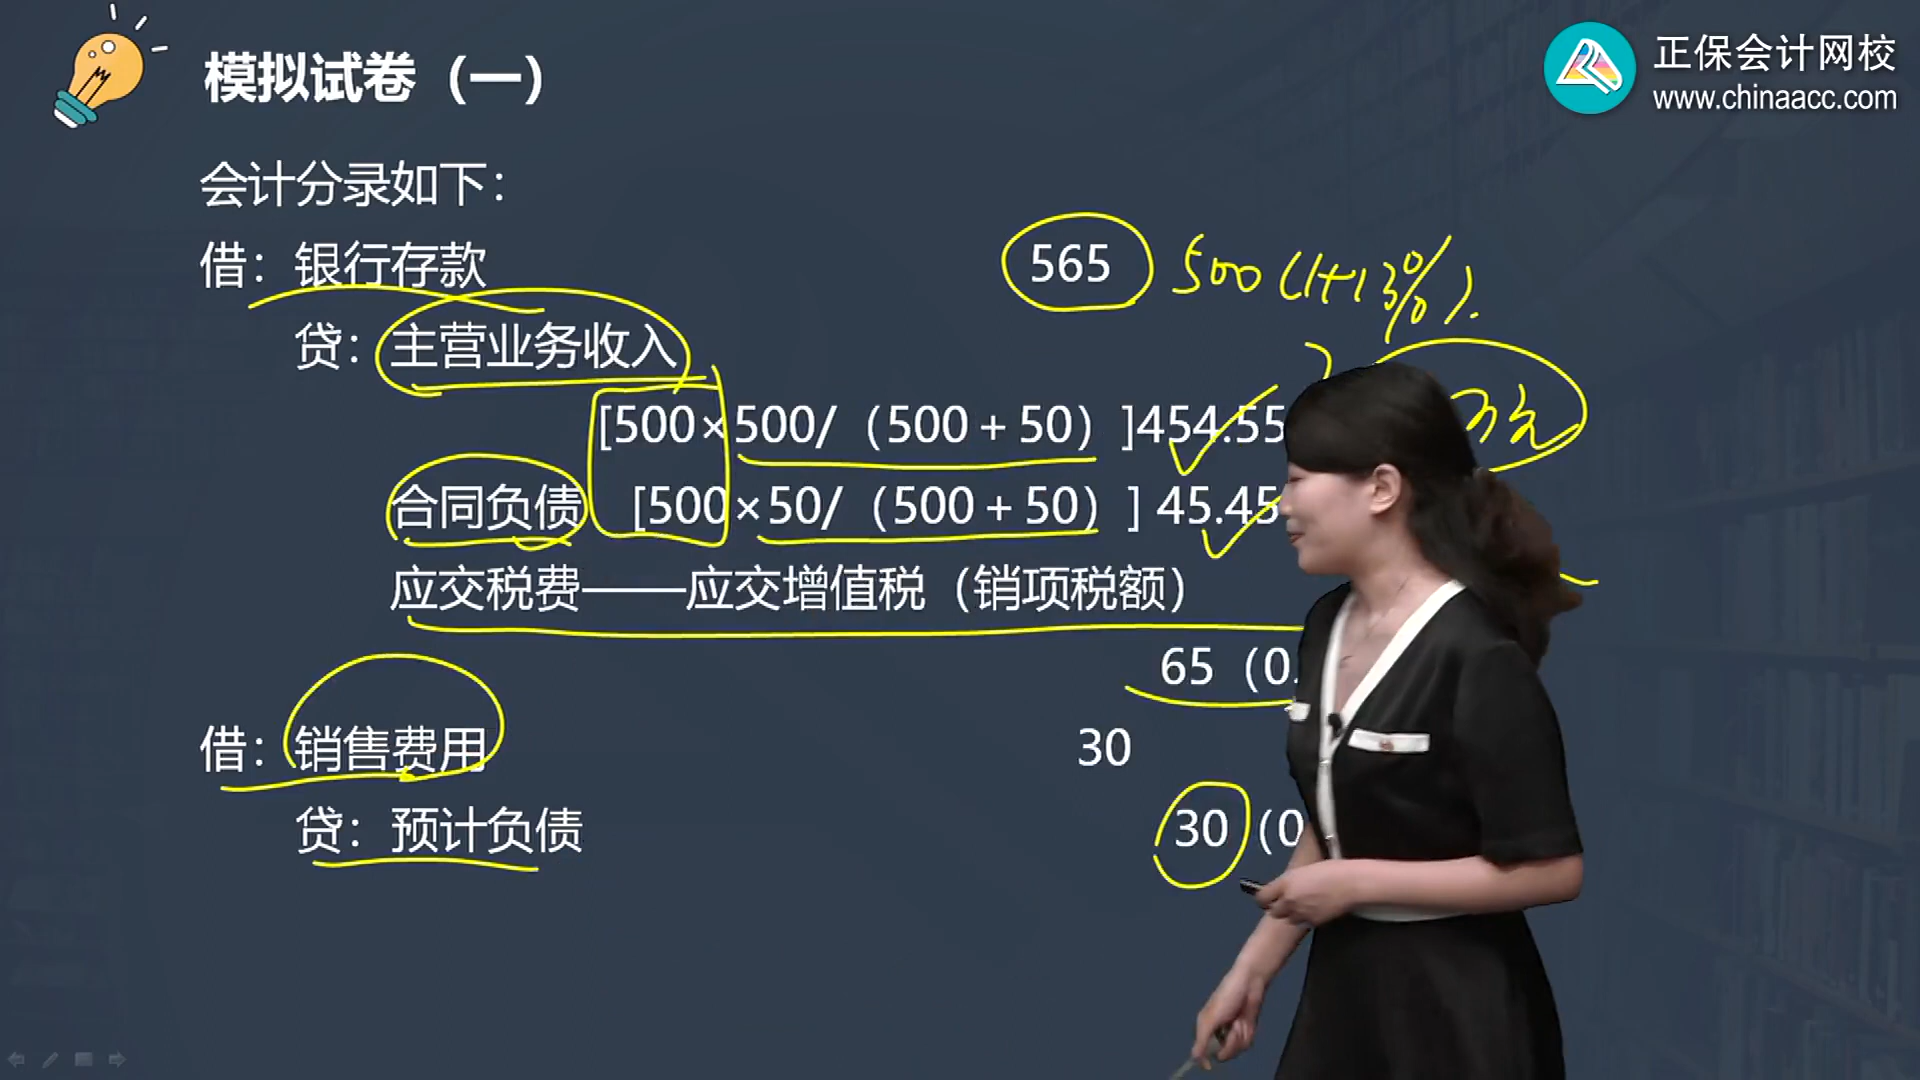 模拟试卷（一）
正保会计网校
www.chinaacc.com
会计分录如下：
借：银行存款 565 500(1+13%).
贷：主营业务收入
[500×500/（500＋50）]454.55 万元
合同负债 [500×50/（500＋50）] 45.45
应交税费——应交增值税（销项税额）
65（0.
借：销售费用 30
贷：预计负债 30（0